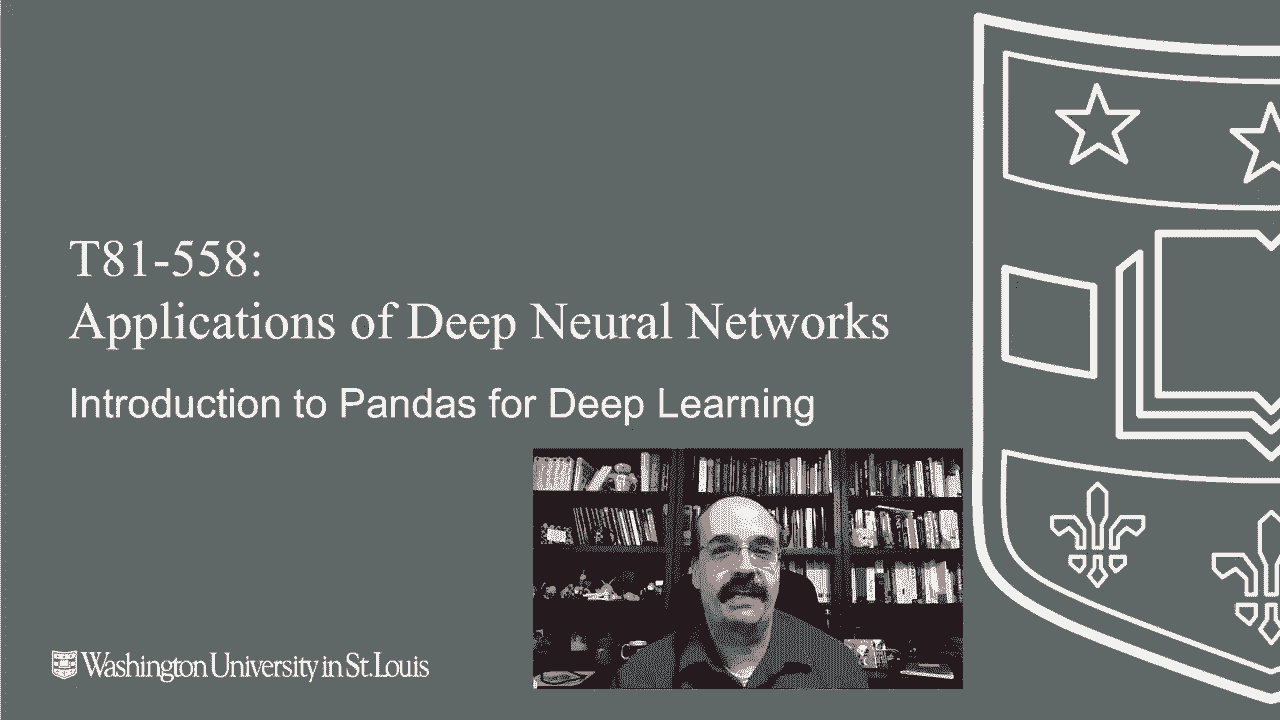 T81-558:
Applications of Deep Neural Networks
Introduction to Pandas for Deep Learning
Washington University in St. Louis